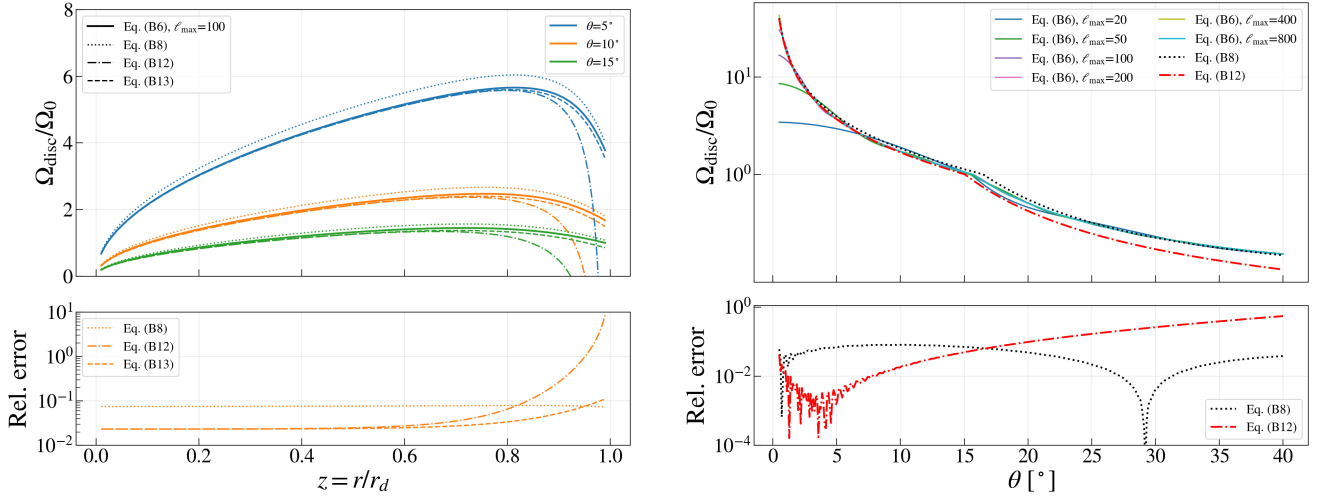 Eq. (B6), ℓmax=100
Eq. (B8)
Eq. (B12)
Eq. (B13)
θ=5°
θ=10°
θ=15°
Ωdisc/Ω0
8
6
4
2
0
Eq. (B8)
Eq. (B12)
Eq. (B13)
Rel. error
10^1
10^0
10^−1
10^−2
0.0 0.2 0.4 0.6 0.8 1.0
z = r/rd
Eq. (B6), ℓmax=20
Eq. (B6), ℓmax=50
Eq. (B6), ℓmax=100
Eq. (B6), ℓmax=200
Eq. (B6), ℓmax=400
Eq. (B6), ℓmax=800
Eq. (B8)
Eq. (B12)
Ωdisc/Ω0
10^1
10^0
Eq. (B8)
Eq. (B12)
Rel. error
10^0
10^−2
10^−4
0 5 10 15 20 25 30 35 40
θ [°]